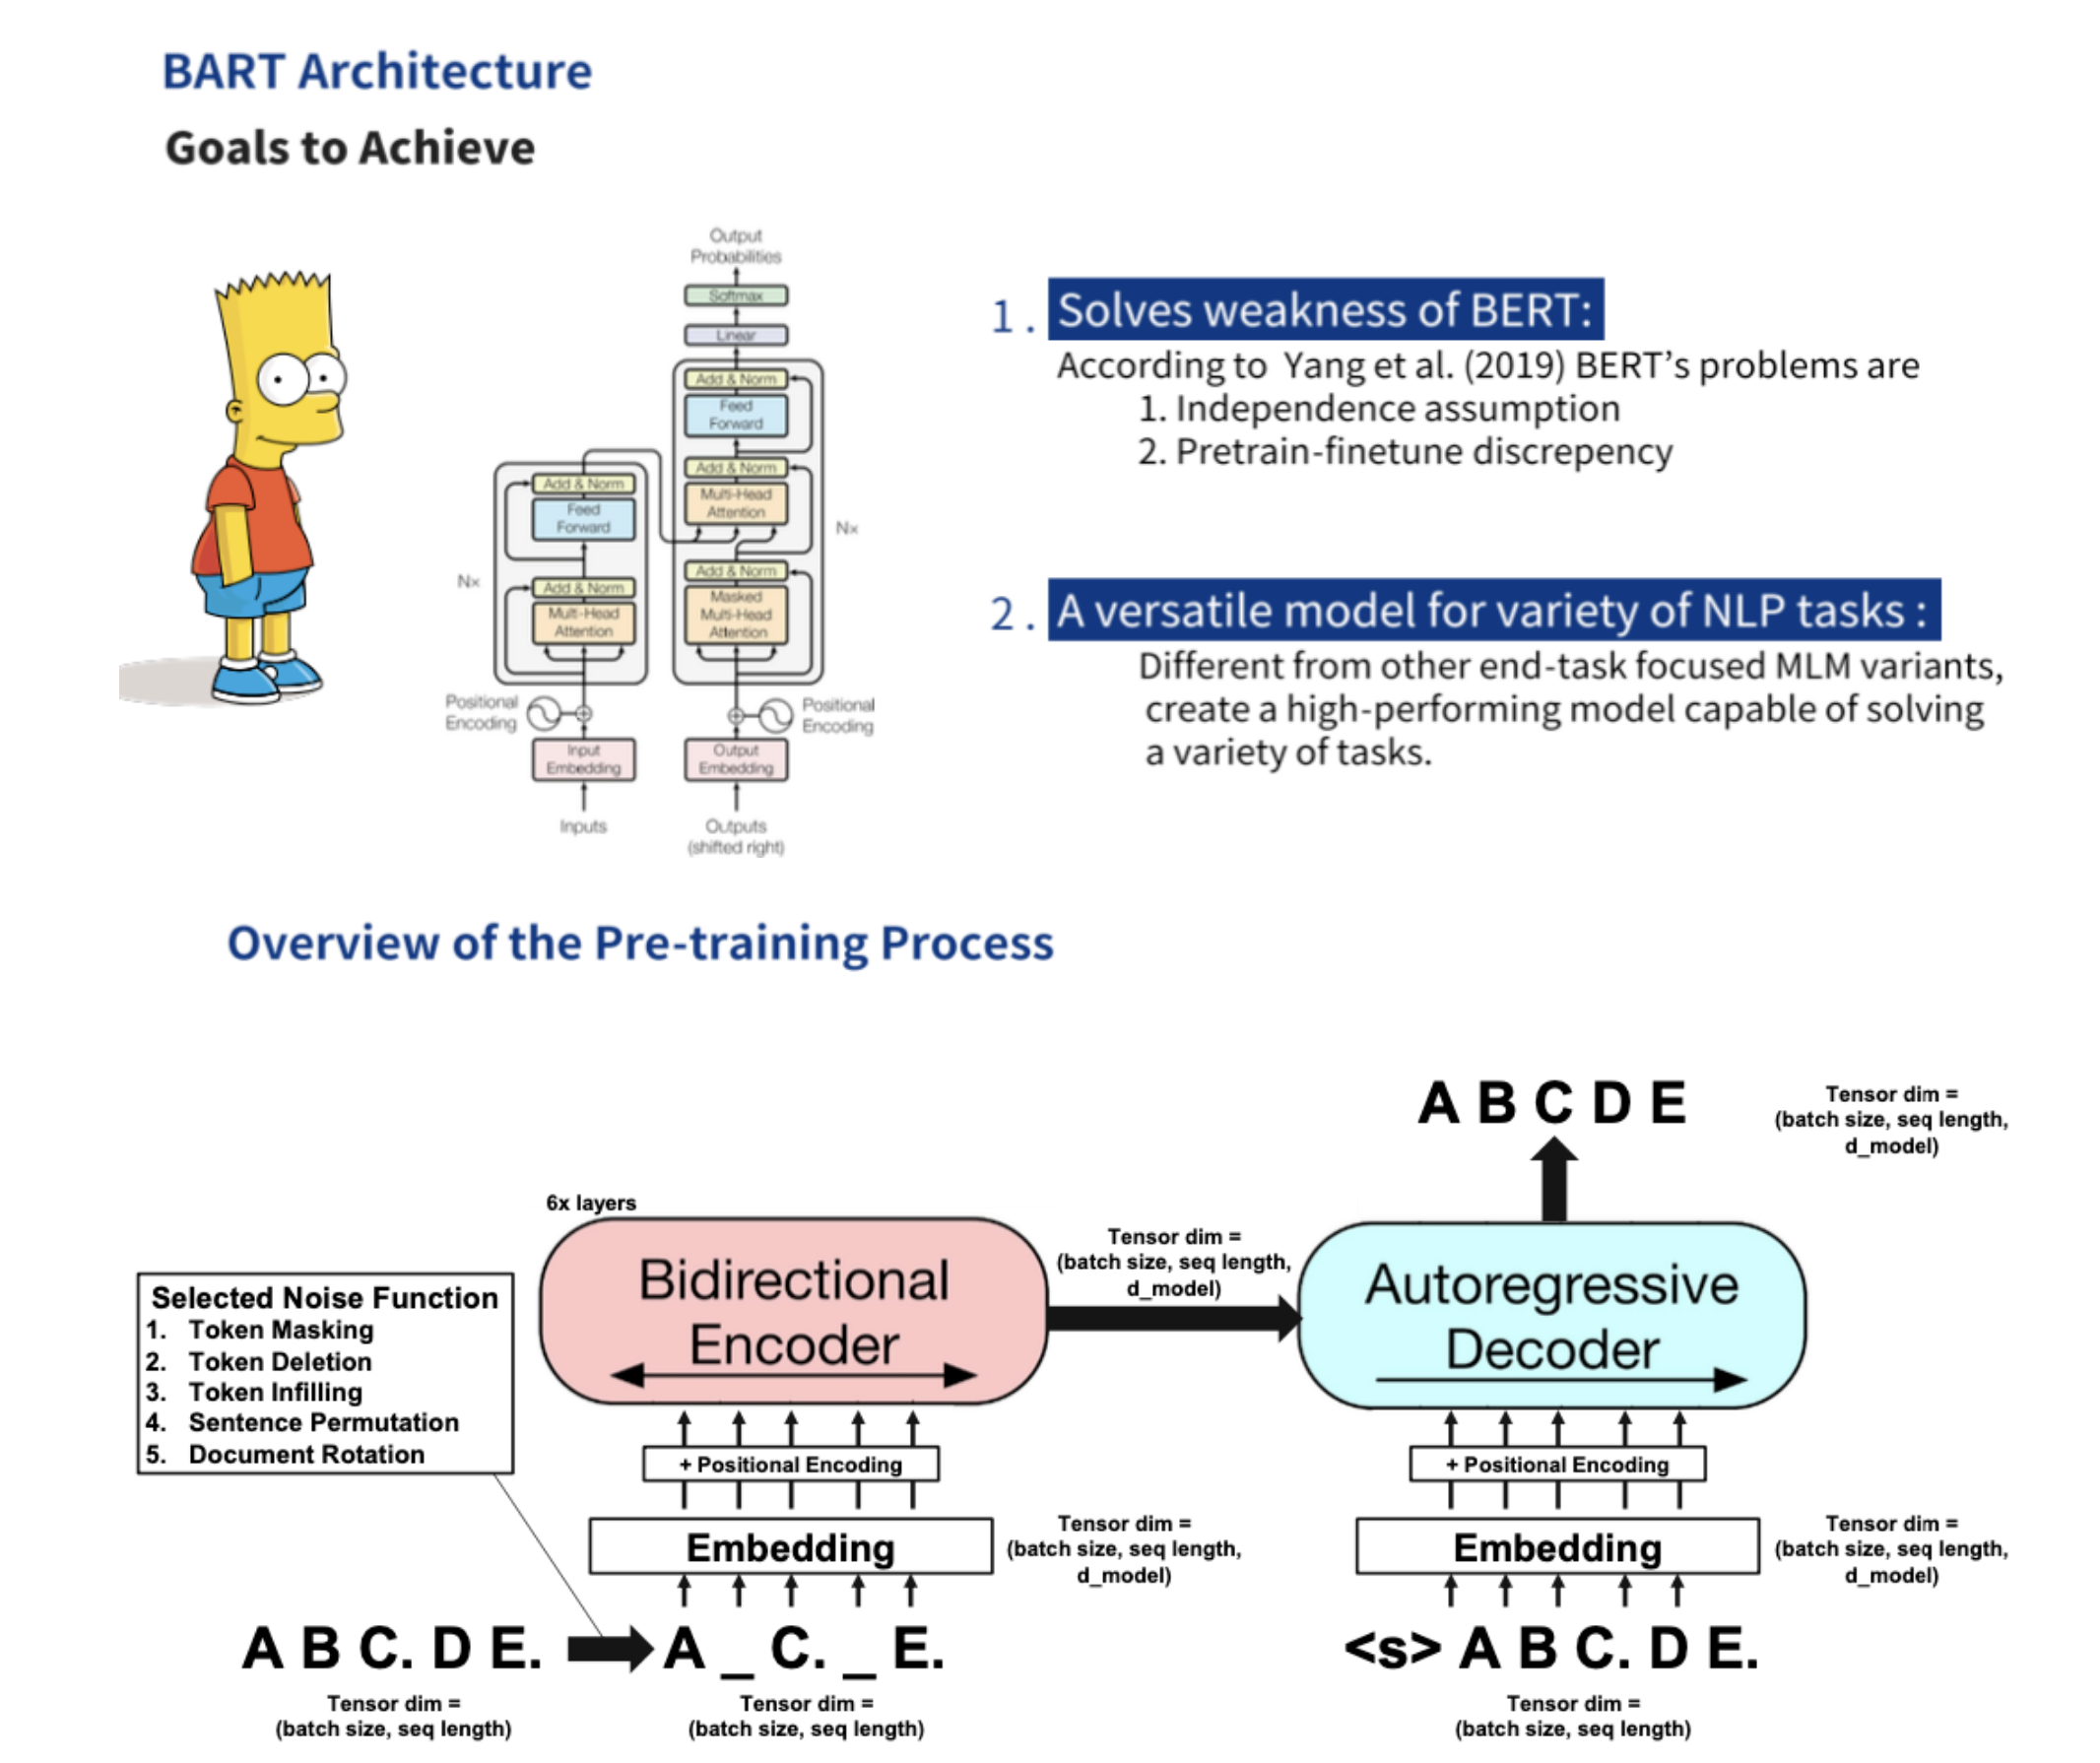 BART Architecture
Goals to Achieve
Output
Probabilities
Softmax
Linear
Add & Norm
Feed
Forward
Add & Norm
Multi-Head
Attention
Nx
Add & Norm
Masked
Multi-Head
Attention
Add & Norm
Feed
Forward
Nx
Add & Norm
Multi-Head
Attention
Positional
Encoding
Positional
Encoding
Input
Embedding
Output
Embedding
Inputs
Outputs
(shifted right)
1. Solves weakness of BERT:
According to Yang et al. (2019) BERT's problems are
1. Independence assumption
2. Pretrain-finetune discrepency
2. A versatile model for variety of NLP tasks :
Different from other end-task focused MLM variants,
create a high-performing model capable of solving
a variety of tasks.
Overview of the Pre-training Process
A B C D E
Tensor dim =
(batch size, seq length,
d_model)
6x layers
Bidirectional
Encoder
Tensor dim =
(batch size, seq length,
d_model)
Autoregressive
Decoder
Selected Noise Function
1. Token Masking
2. Token Deletion
3. Token Infilling
4. Sentence Permutation
5. Document Rotation
+ Positional Encoding
+ Positional Encoding
Embedding
Tensor dim =
(batch size, seq length,
d_model)
Embedding
Tensor dim =
(batch size, seq length,
d_model)
A B C. D E.
A _ C. _ E.
<s> A B C. D E.
Tensor dim =
(batch size, seq length)
Tensor dim =
(batch size, seq length)
Tensor dim =
(batch size, seq length)